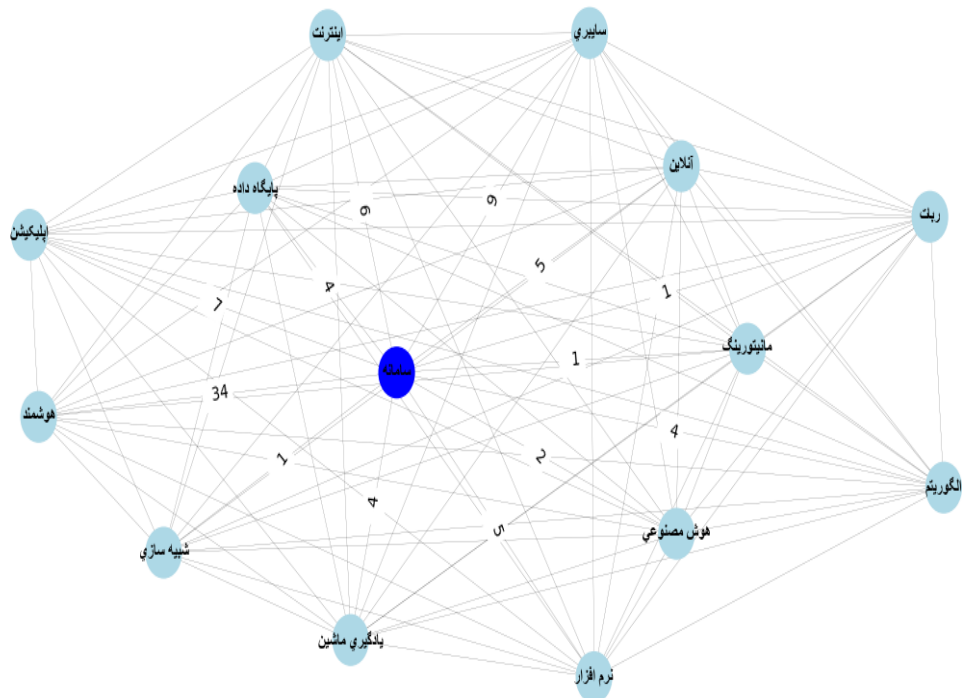 اینترنت
سايبري
آنلاین
پایگاه داده
ربات
اپلیکیشن
6
6
5
1
4
7
مانیتورینگ
1
سامانه
34
هوشمند
4
2
1
الگوریتم
4
5
هوش مصنوعي
شبیه سازي
یادگیري ماشین
نرم افزار